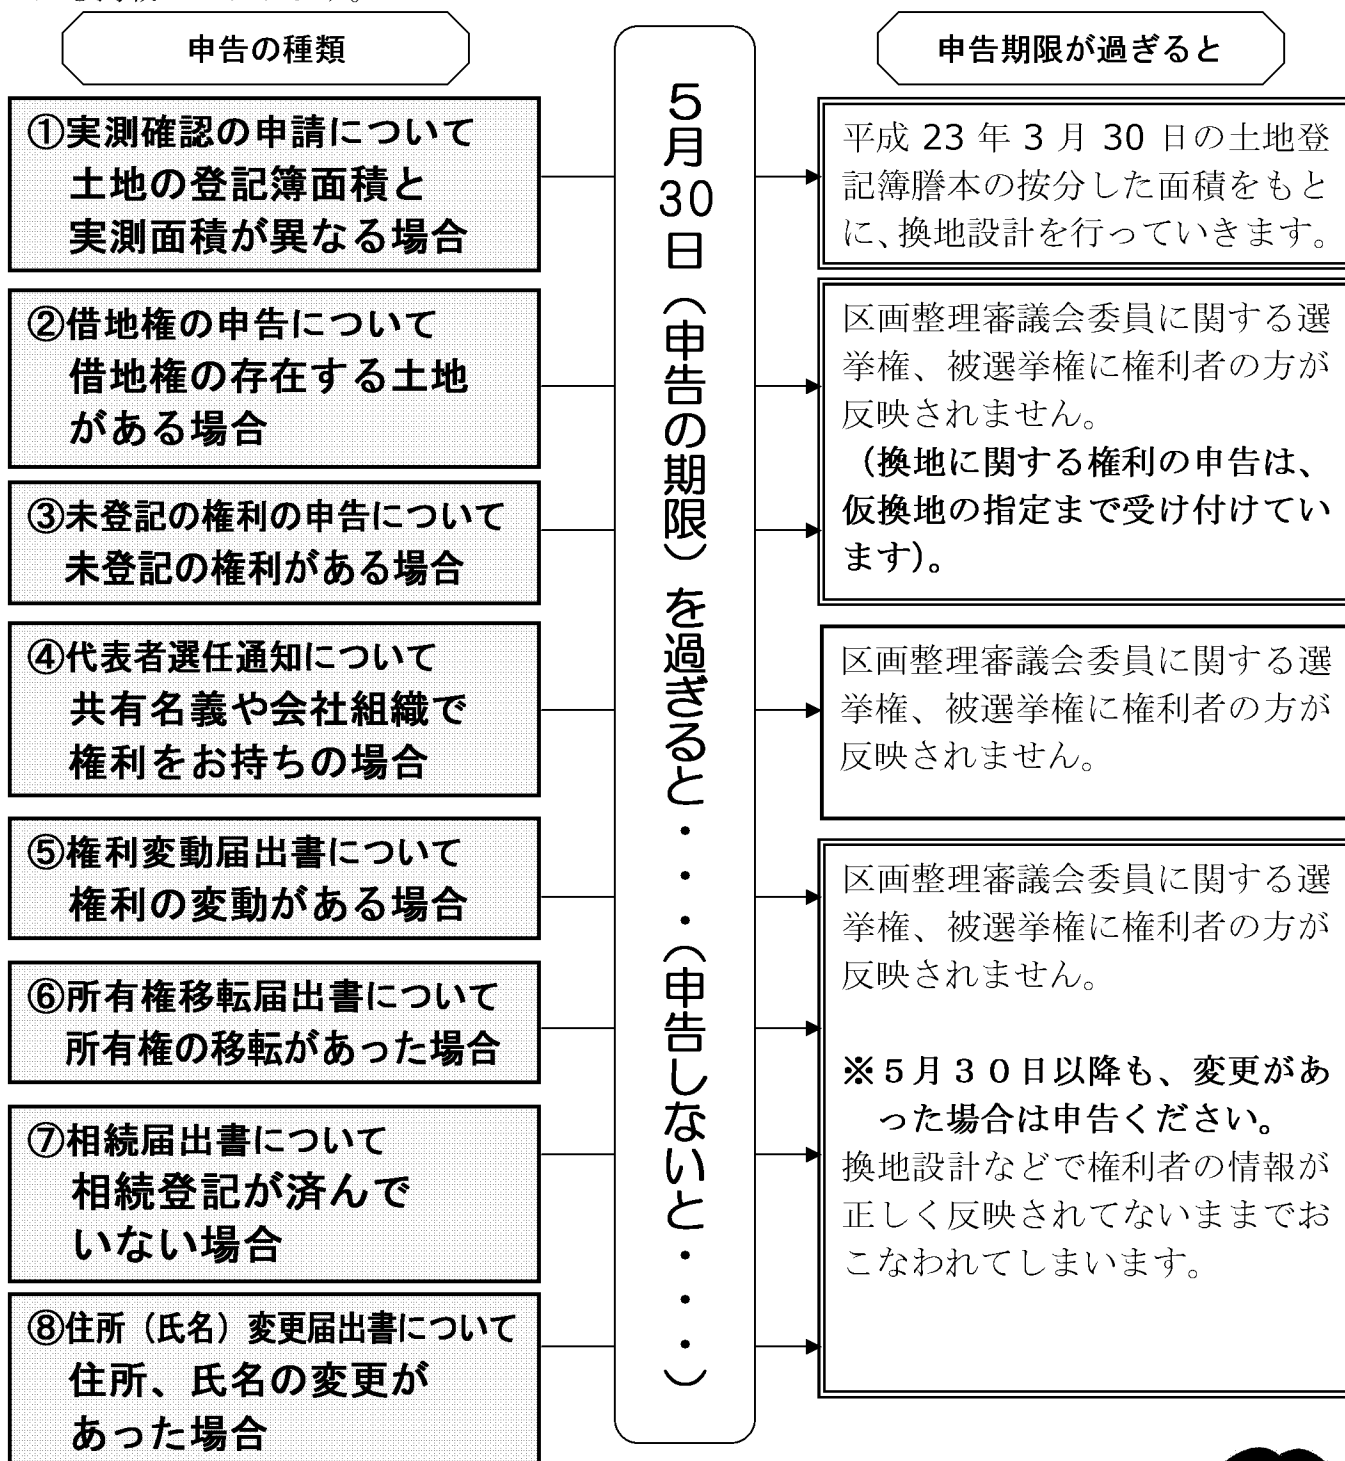 申告の種類
①実測確認の申請について
土地の登記簿面積と
実測面積が異なる場合
②借地権の申告について
借地権の存在する土地
がある場合
③未登記の権利の申告について
未登記の権利がある場合
④代表者選任通知について
共有名義や会社組織で
権利をお持ちの場合
⑤権利変動届出書について
権利の変動がある場合
⑥所有権移転届出書について
所有権の移転があった場合
⑦相続届出書について
相続登記が済んで
いない場合
⑧住所（氏名）変更届出書について
住所、氏名の変更が
あった場合
5月30日（申告の期限）を過ぎると・・・（申告しないと・・・）
申告期限が過ぎると
平成 23 年 3 月 30 日の土地登
記簿謄本の按分した面積をもと
に、換地設計を行っていきます。
区画整理審議会委員に関する選
挙権、被選挙権に権利者の方が
反映されません。
（換地に関する権利の申告は、
仮換地の指定まで受け付けてい
ます）。
区画整理審議会委員に関する選
挙権、被選挙権に権利者の方が
反映されません。
区画整理審議会委員に関する選
挙権、被選挙権に権利者の方が
反映されません。
※５月３０日以降も、変更があ
った場合は申告ください。
換地設計などで権利者の情報が
正しく反映されてないままでお
こなわれてしまいます。